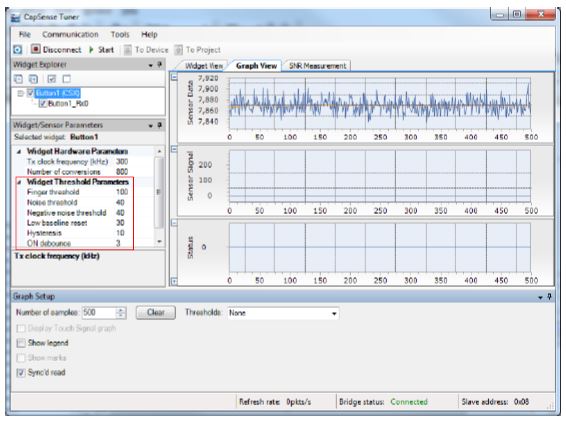 CapSense Tuner
File Communication Tools Help
Disconnect Start To Device To Project
Widget Explorer
Button1 (CSX)
Button1_Rx0
Widget/Sensor Parameters
Selected widget: Button1
Widget Hardware Parameters
Tx clock frequency (kHz) 300
Number of conversions 800
Widget Threshold Parameters
Finger threshold 100
Noise threshold 40
Negative noise threshold 40
Low baseline reset 30
Hysteresis 10
ON debounce 3
Tx clock frequency (kHz)
Widget View Graph View SNR Measurement
Sensor Data
7,920
7,900
7,880
7,860
7,840
0 50 100 150 200 250 300 350 400 450 500
Sensor Signal
200
100
0
0 50 100 150 200 250 300 350 400 450 500
Status
0
0 50 100 150 200 250 300 350 400 450 500
Graph Setup
Number of samples: 500 Clear Thresholds: None
Display Touch Signal graph
Show legend
Show marks
Sync'd read
Refresh rate: 0pkts/s Bridge status: Connected Slave address: 0x08